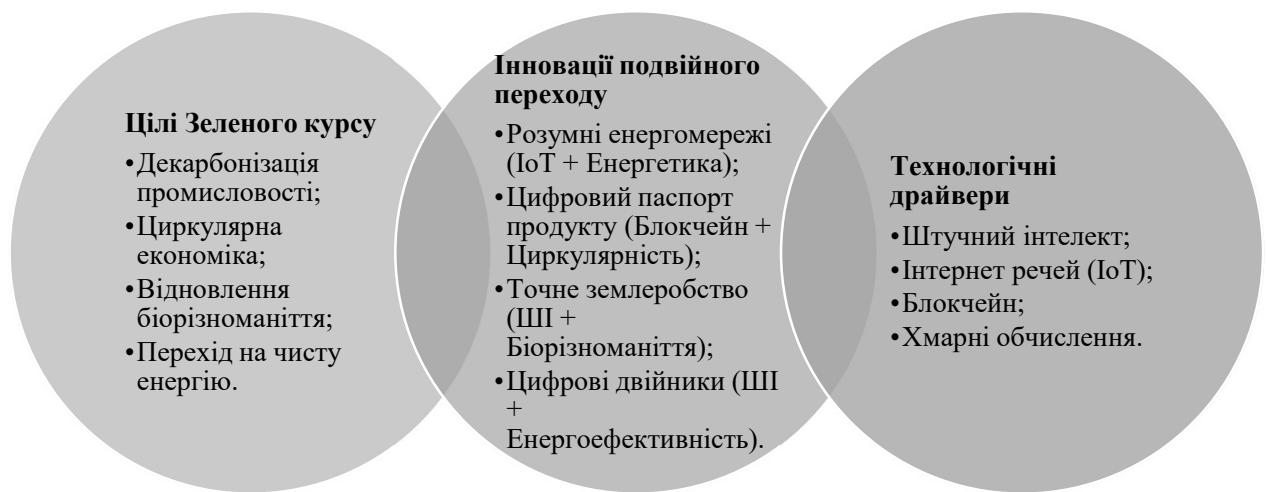 Цілі Зеленого курсу
•Декарбонізація
промисловості;
•Циркулярна
економіка;
•Відновлення
біорізноманіття;
•Перехід на чисту
енергію.
Інновації подвійного
переходу
•Розумні енергомережі
(IoT + Енергетика);
•Цифровий паспорт
продукту (Блокчейн +
Циркулярність);
•Точне землеробство
(ШІ +
Біорізноманіття);
•Цифрові двійники (ШІ
+
Енергоефективність).
Технологічні
драйвери
•Штучний інтелект;
•Інтернет речей (IoT);
•Блокчейн;
•Хмарні обчислення.